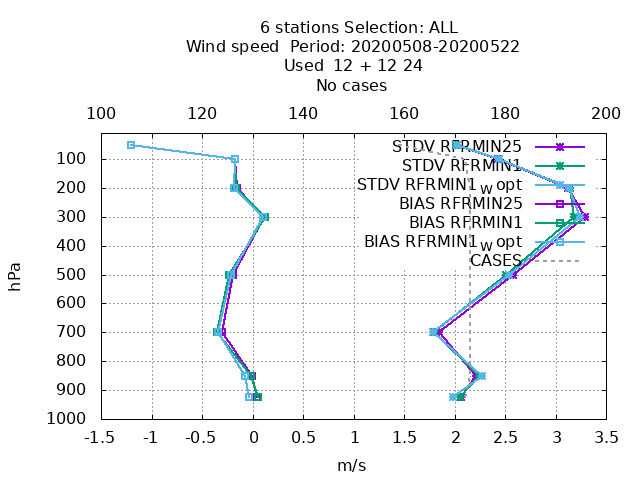 6 stations Selection: ALL
Wind speed  Period: 20200508-20200522
Used  12 + 12 24
No cases
100 120 140 160 180 200
STDV RFRMIN25
STDV RFRMIN1
STDV RFRMIN1w opt
BIAS RFRMIN25
BIAS RFRMIN1
BIAS RFRMIN1w opt
CASES
hPa
100
200
300
400
500
600
700
800
900
1000
-1.5 -1 -0.5 0 0.5 1 1.5 2 2.5 3 3.5
m/s